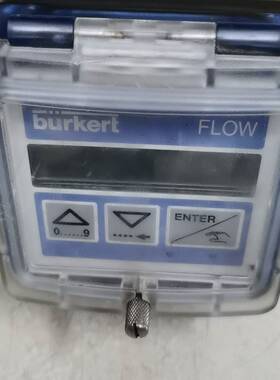 bürkert FLOW
0......9 ENTER